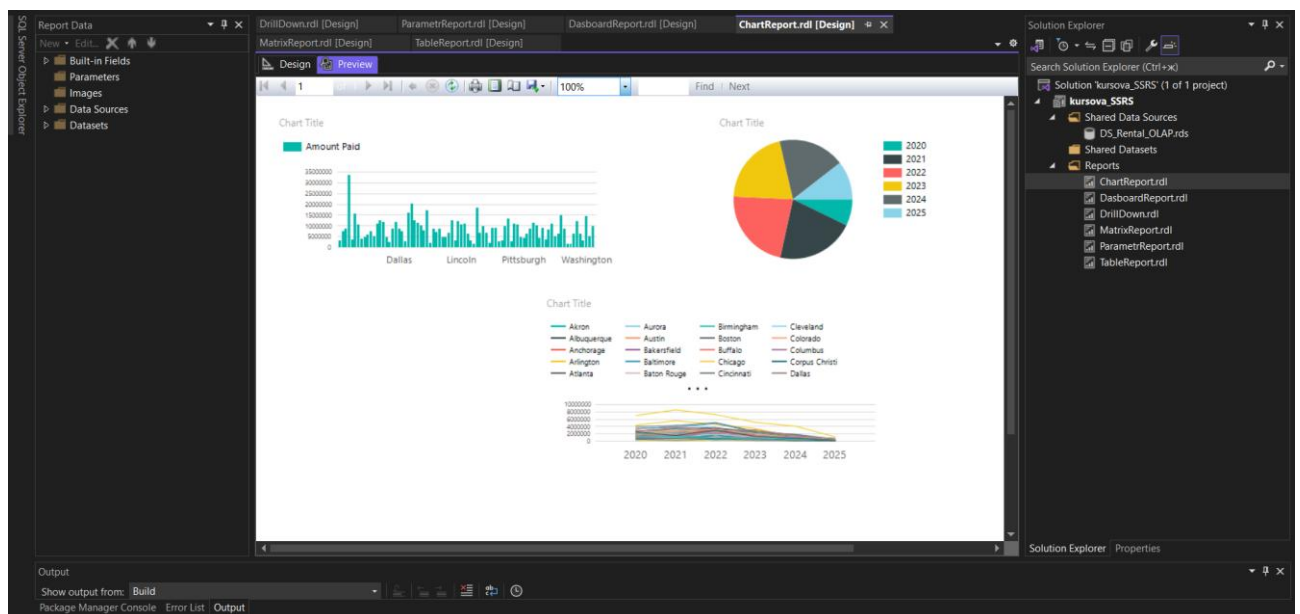 SQL Server Object Explorer
Report Data
New Edit...
Built-in Fields
Parameters
Images
Data Sources
Datasets
DrillDown.rdl [Design] ParametrReport.rdl [Design] DasboardReport.rdl [Design] ChartReport.rdl [Design]
MatrixReport.rdl [Design] TableReport.rdl [Design]
Design Preview
1 100% Find Next
Chart Title
Amount Paid
35000000
30000000
25000000
20000000
15000000
10000000
5000000
0
Dallas Lincoln Pittsburgh Washington
Chart Title
2020
2021
2022
2023
2024
2025
Chart Title
Akron Aurora Birmingham Cleveland
Albuquerque Austin Boston Colorado
Anchorage Bakersfield Buffalo Columbus
Arlington Baltimore Chicago Corpus Christi
Atlanta Baton Rouge Cincinnati Dallas
...
10000000
8000000
6000000
4000000
2000000
0
2020 2021 2022 2023 2024 2025
Solution Explorer
Search Solution Explorer (Ctrl+ж)
Solution 'kursova_SSRS' (1 of 1 project)
kursova_SSRS
Shared Data Sources
DS_Rental_OLAP.rds
Shared Datasets
Reports
ChartReport.rdl
DasboardReport.rdl
DrillDown.rdl
MatrixReport.rdl
ParametrReport.rdl
TableReport.rdl
Solution Explorer Properties
Output
Show output from: Build
Package Manager Console Error List Output